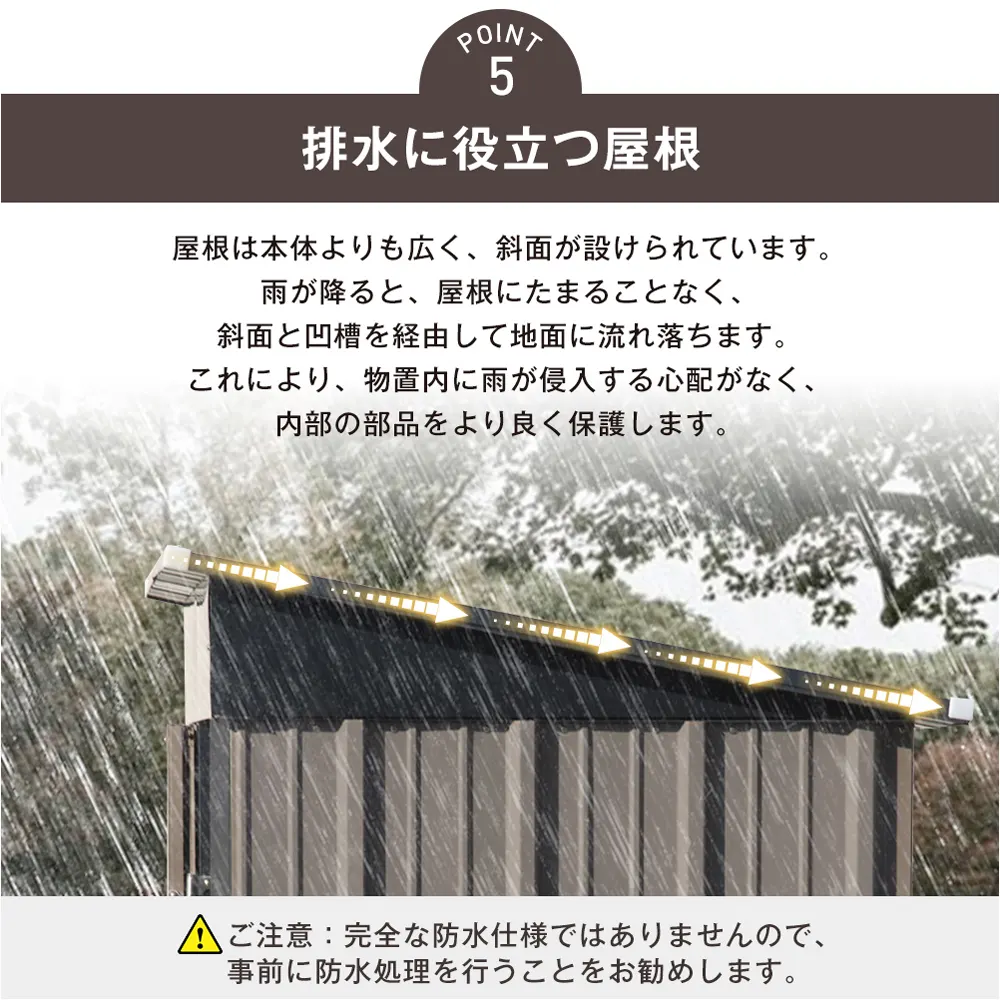 POINT
5
排水に役立つ屋根
屋根は本体よりも広く、斜面が設けられています。
雨が降ると、屋根にたまることなく、
斜面と凹槽を経由して地面に流れ落ちます。
これにより、物置内に雨が侵入する心配がなく、
内部の部品をより良く保護します。
ご注意：完全な防水仕様ではありませんので、
事前に防水処理を行うことをお勧めします。